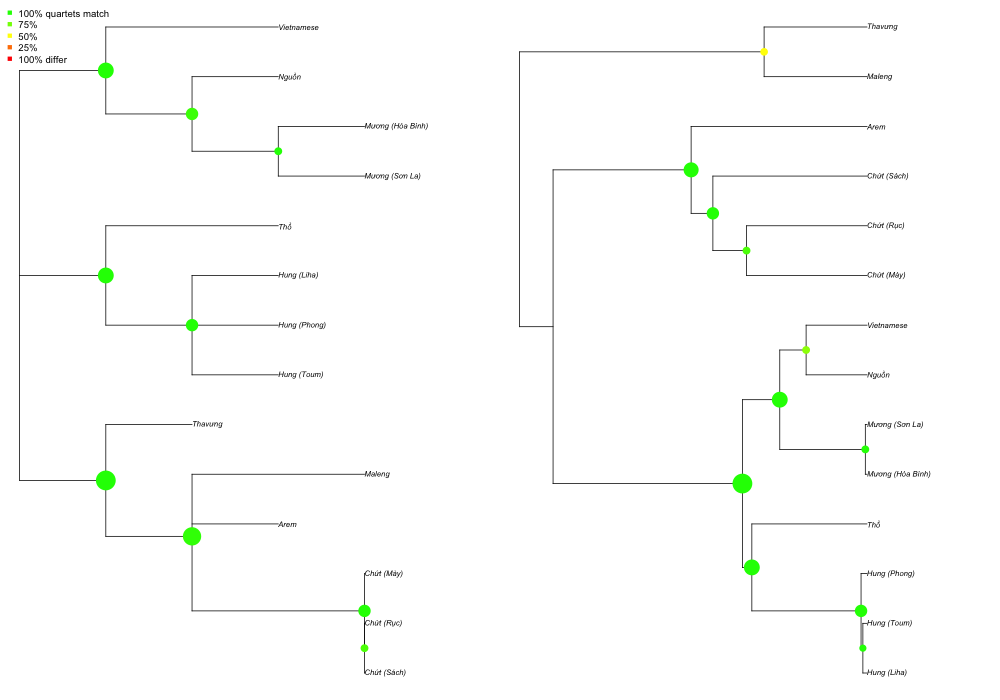 100% quartets match
75%
50%
25%
100% differ
Vietnamese
Nguồn
Mương (Hòa Bình)
Mương (Sơn La)
Thổ
Hung (Liha)
Hung (Phong)
Hung (Toum)
Thavung
Maleng
Arem
Chứt (Mày)
Chứt (Rục)
Chứt (Sách)
Thavung
Maleng
Arem
Chứt (Sách)
Chứt (Rục)
Chứt (Mày)
Vietnamese
Nguồn
Mương (Sơn La)
Mương (Hòa Bình)
Thổ
Hung (Phong)
Hung (Toum)
Hung (Liha)